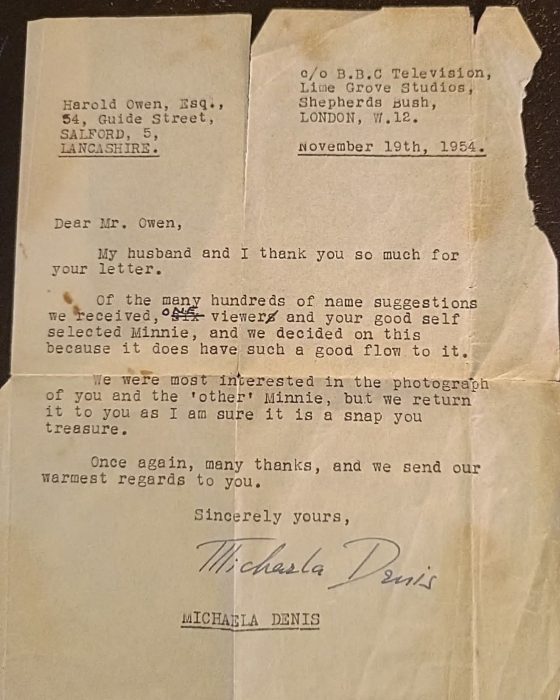 c/o B.B.C Television,
Lime Grove Studios,
Shepherds Bush,
LONDON, W.12.
Harold Owen, Esq.,
54, Guide Street,
SALFORD, 5,
LANCASHIRE.
November 19th, 1954.
Dear Mr. Owen,
My husband and I thank you so much for
your letter.
Of the many hundreds of name suggestions
we received, ONE viewer and your good self
selected Minnie, and we decided on this
because it does have such a good flow to it.
We were most interested in the photograph
of you and the 'other' Minnie, but we return
it to you as I am sure it is a snap you
treasure.
Once again, many thanks, and we send our
warmest regards to you.
Sincerely yours,
Michaela Denis
MICHAELA DENIS